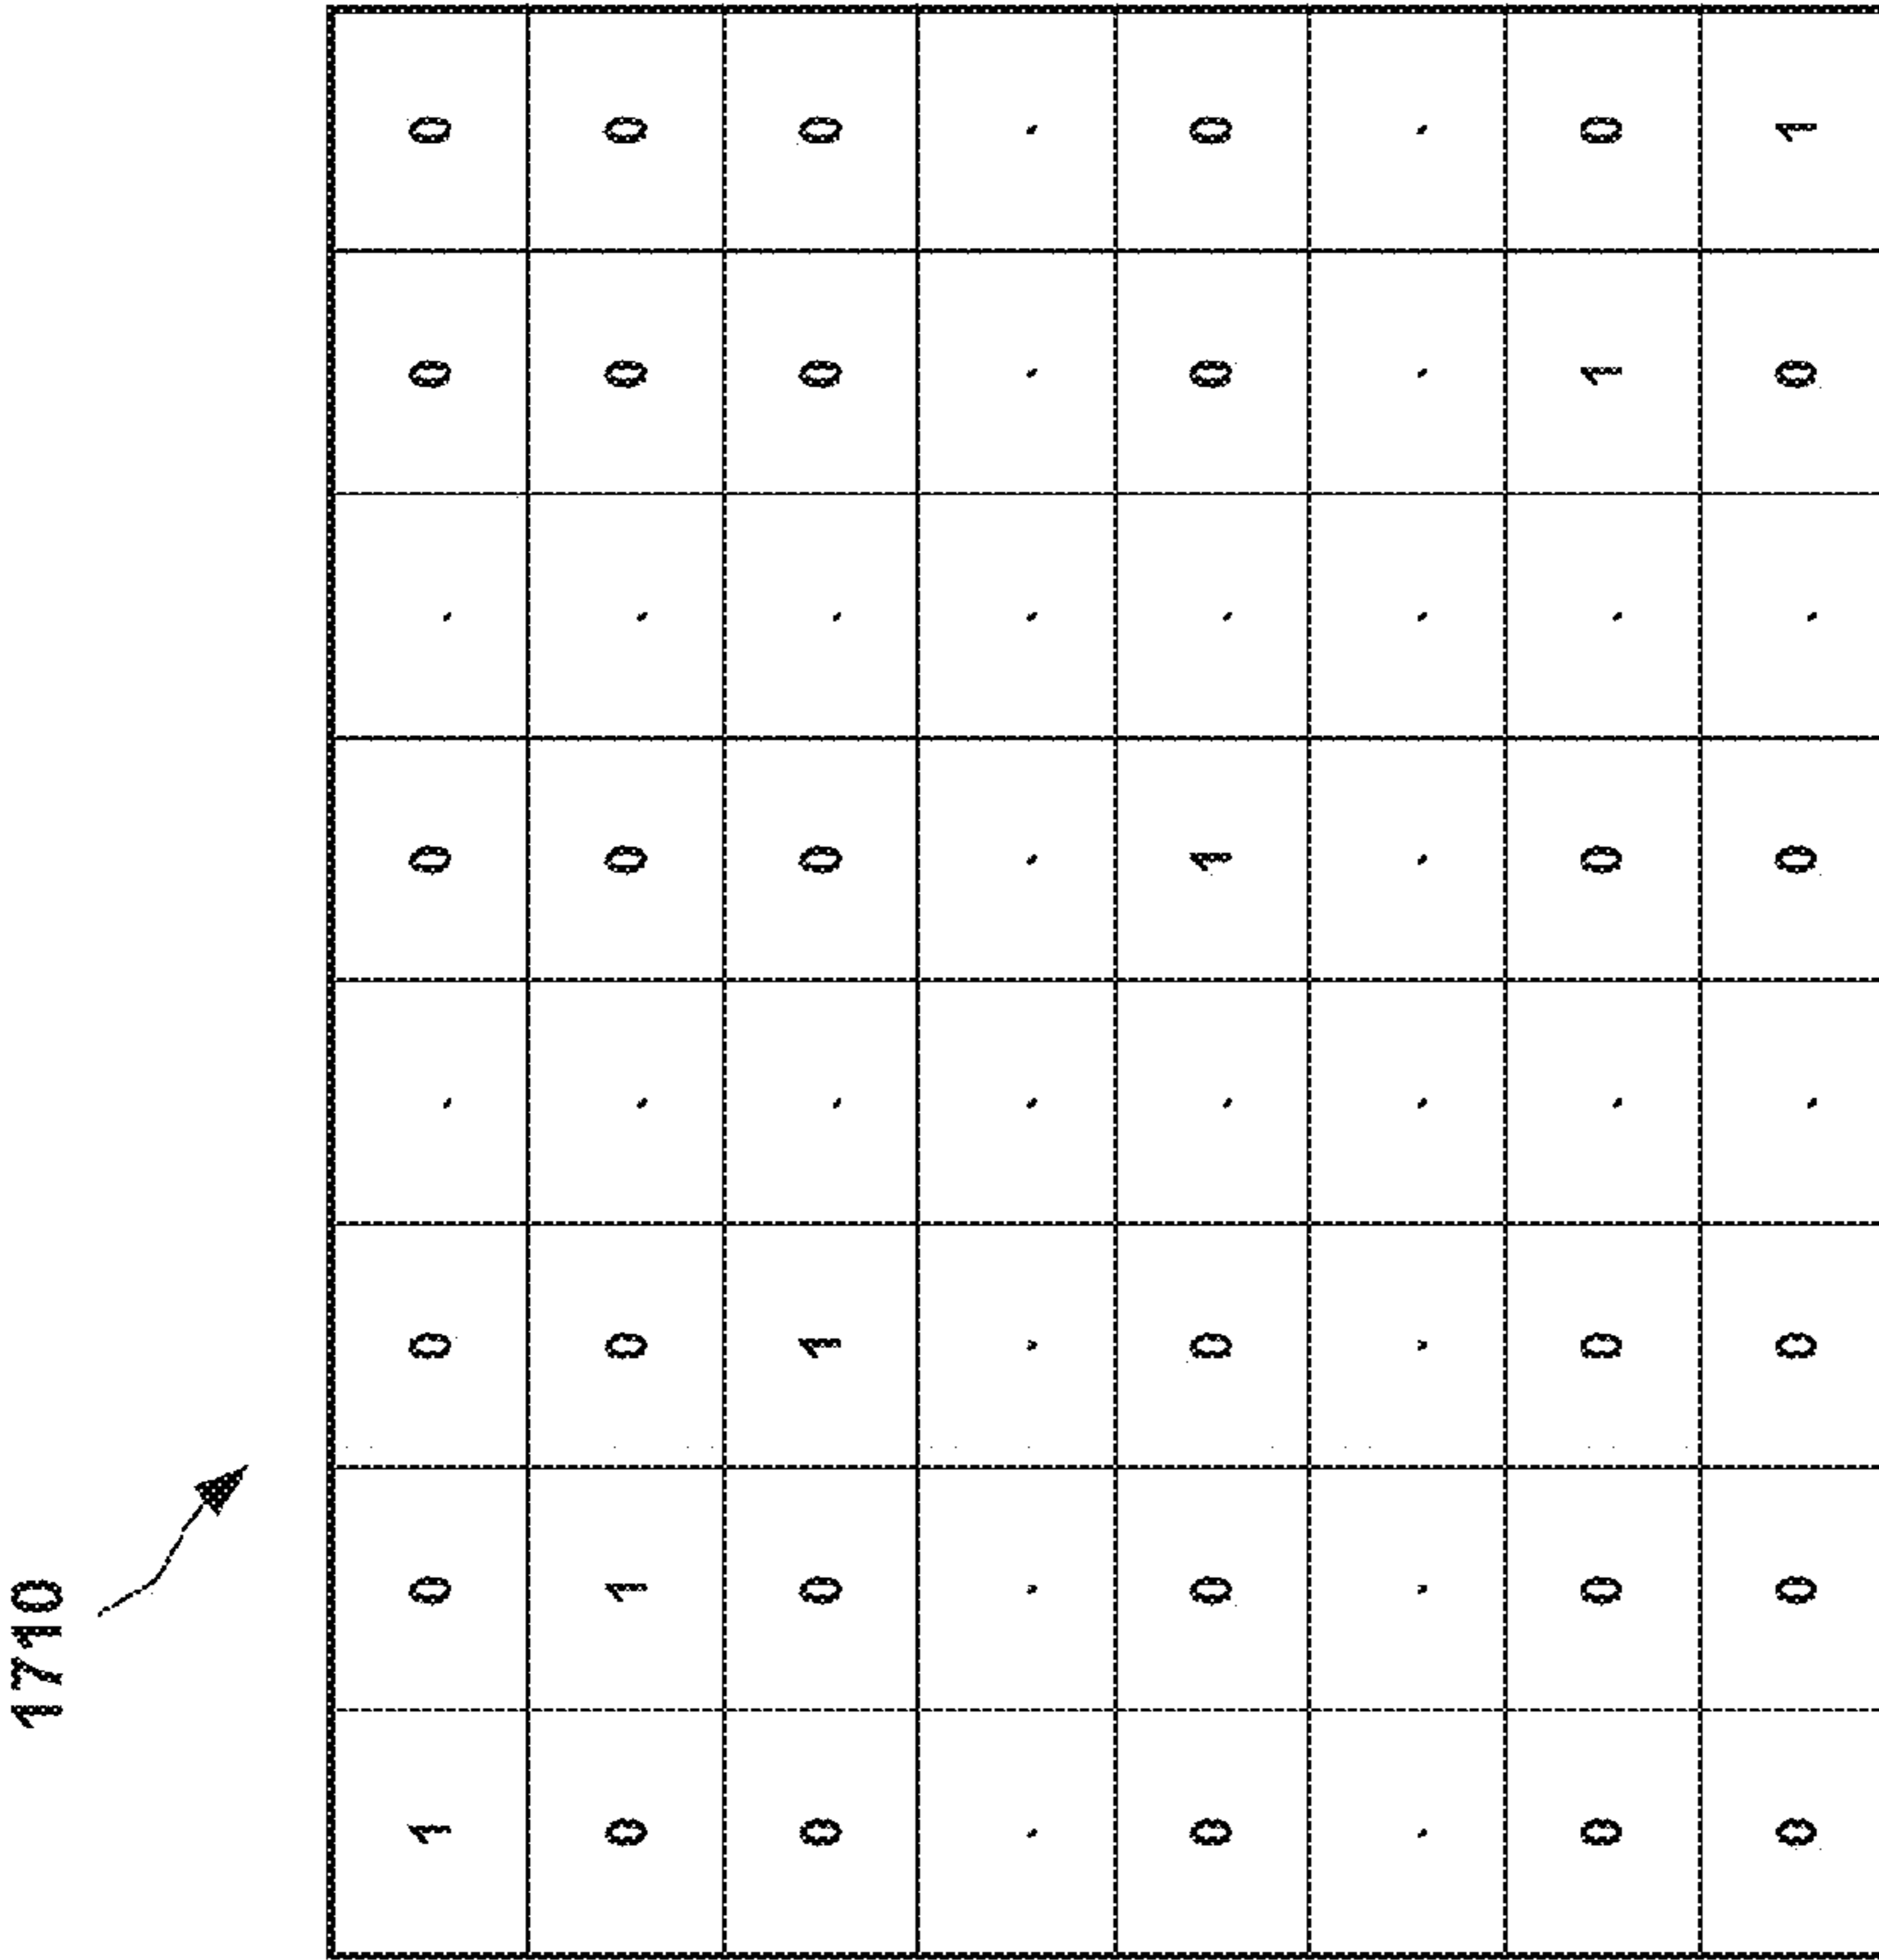 1710
1 0 0 . 0 . 0 0
0 1 0 . 0 . 0 0
0 0 1 . 0 . 0 0
. . . . . . . .
0 0 0 . 1 . 0 0
. . . . . . . .
0 0 0 . 0 . 1 0
0 0 0 . 0 . 0 1